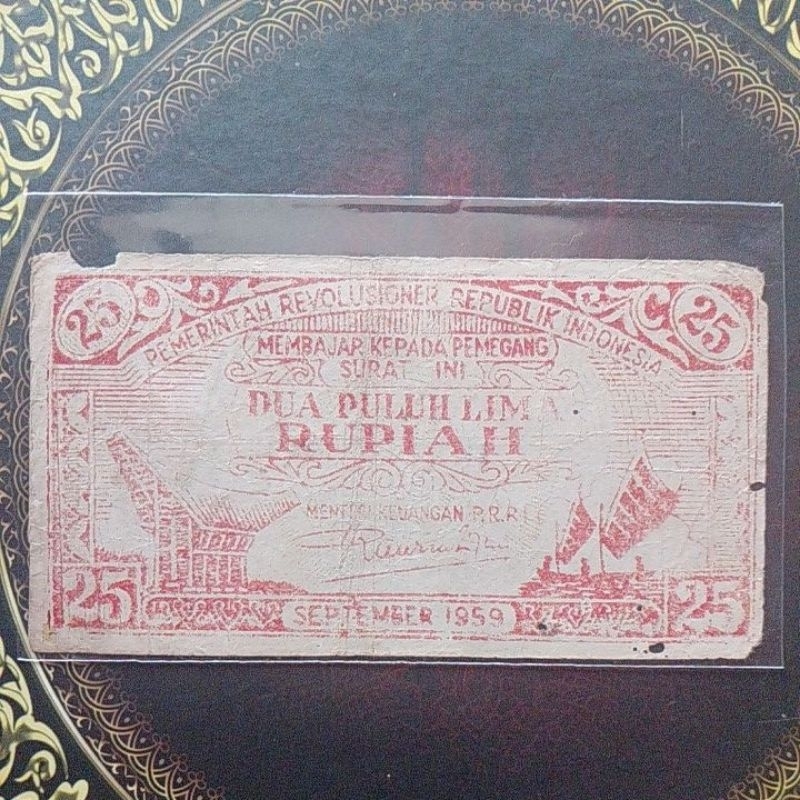 25 PEMERINTAH REVOLUSIONER REPUBLIK INDONESIA 25
MEMBAJAR KEPADA PEMEGANG
SURAT INI
DUA PULUH LIMA
RUPIAH
MENTERI KEUANGAN P.R.R.I
25 SEPTEMBER 1959 25